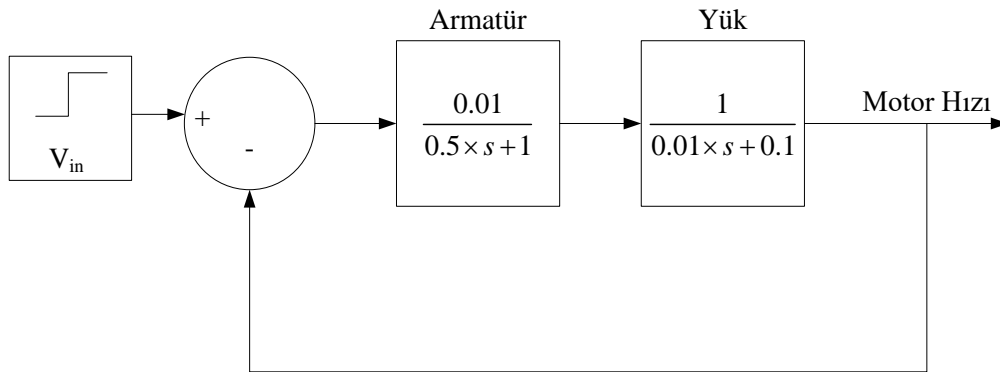 Armatür
Yük
V_in
+
-
0.01
0.5×s+1
1
0.01×s+0.1
Motor Hızı